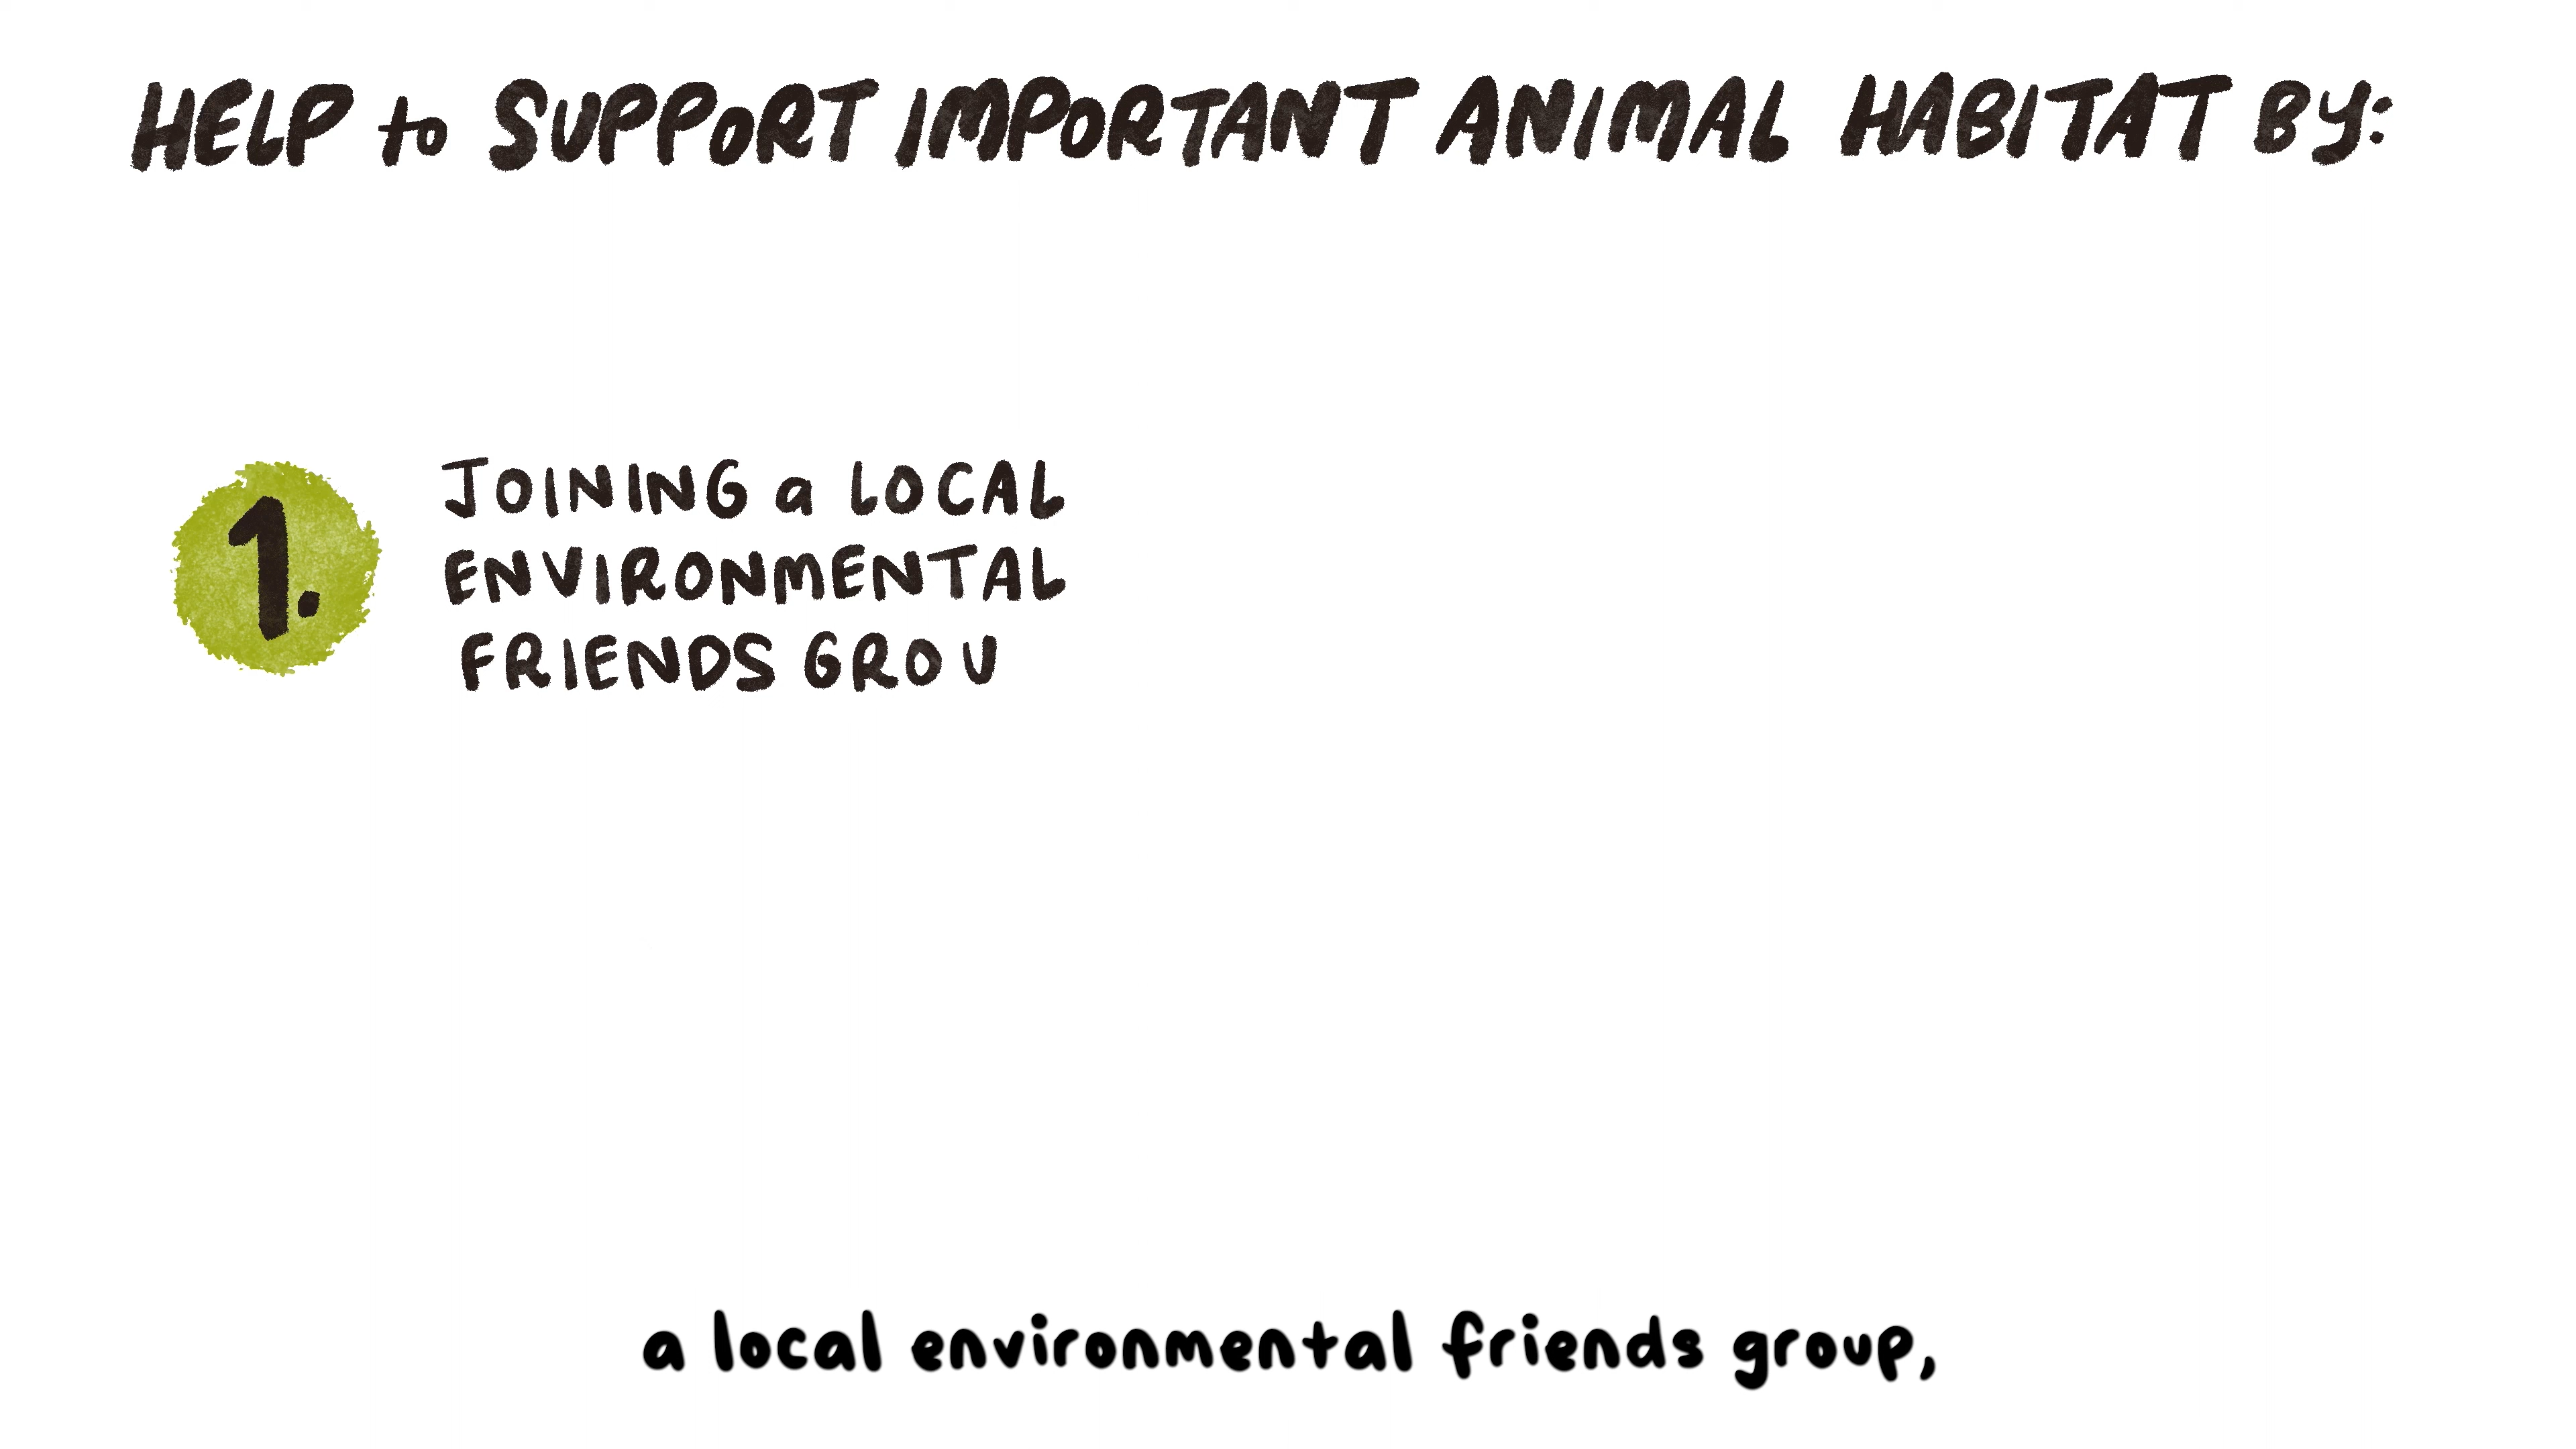 HELP to SUPPORT IMPORTANT ANIMAL HABITAT BY:
1.
JOINING a LOCAL
ENVIRONMENTAL
FRIENDS GROU
a local environmental friends group,